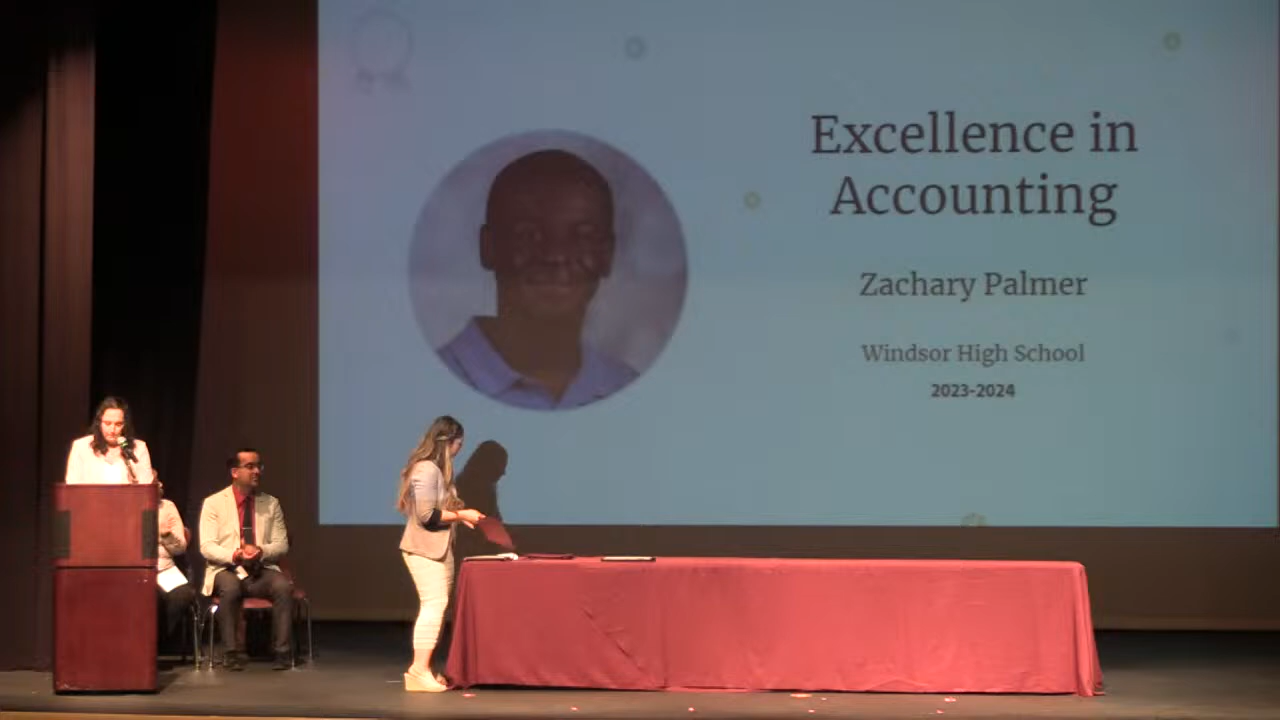 Excellence in
Accounting
Zachary Palmer
Windsor High School
2023-2024